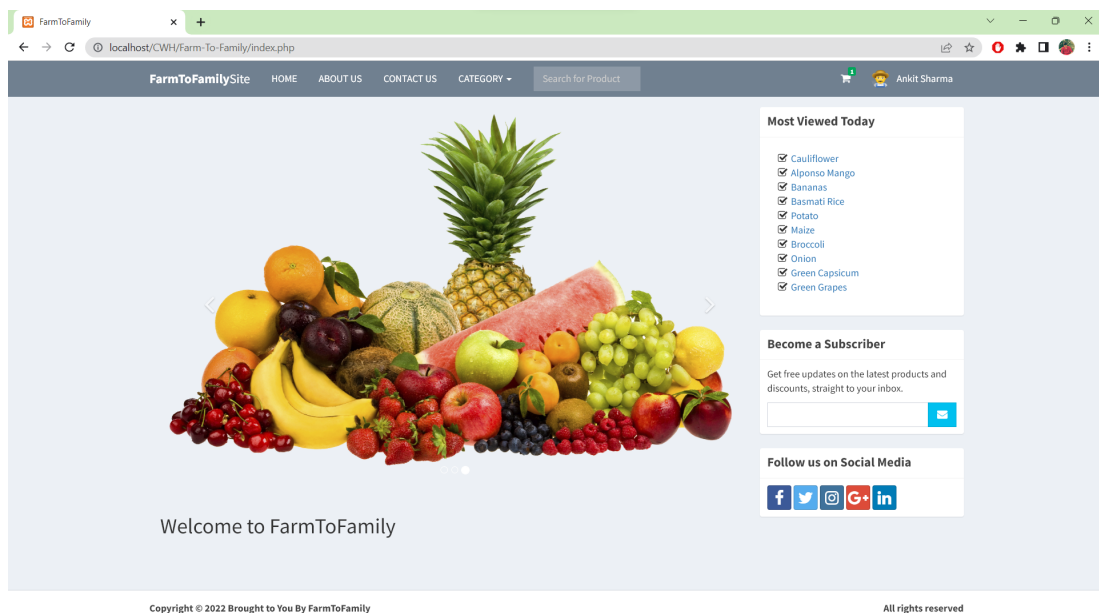 FarmToFamily
localhost/CWH/Farm-To-Family/index.php
FarmToFamilySite HOME ABOUT US CONTACT US CATEGORY Search for Product 1 Ankit Sharma
Most Viewed Today
Cauliflower
Alponso Mango
Bananas
Basmati Rice
Potato
Maize
Broccoli
Onion
Green Capsicum
Green Grapes
Become a Subscriber
Get free updates on the latest products and
discounts, straight to your inbox.
Follow us on Social Media
f G+ in
Welcome to FarmToFamily
Copyright © 2022 Brought to You By FarmToFamily All rights reserved